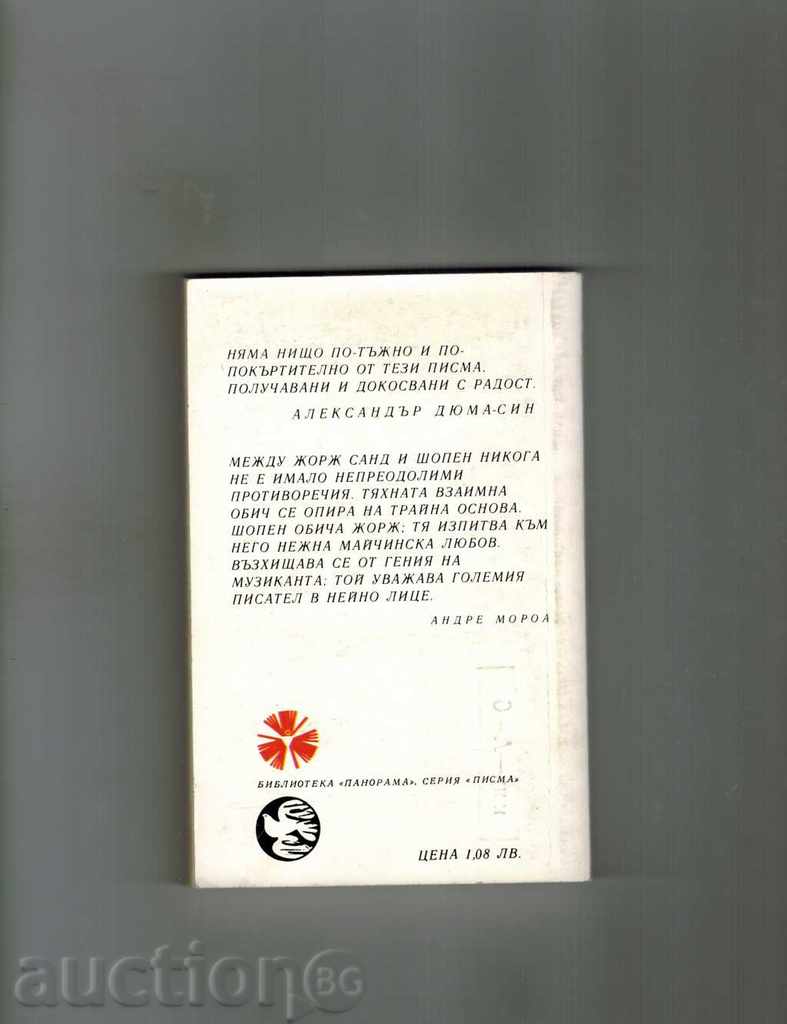 НЯМА НИЩО ПО-ТЪЖНО И ПО-
ПОКЪРТИТЕЛНО ОТ ТЕЗИ ПИСМА,
ПОЛУЧАВАНИ И ДОКОСВАНИ С РАДОСТ.
АЛЕКСАНДЪР ДЮМА-СИН
МЕЖДУ ЖОРЖ САНД И ШОПЕН НИКОГА
НЕ Е ИМАЛО НЕПРЕОДОЛИМИ
ПРОТИВОРЕЧИЯ. ТЯХНАТА ВЗАИМНА
ОБИЧ СЕ ОПИРА НА ТРАЙНА ОСНОВА.
ШОПЕН ОБИЧА ЖОРЖ; ТЯ ИЗПИТВА КЪМ
НЕГО НЕЖНА МАЙЧИНСКА ЛЮБОВ.
ВЪЗХИЩАВА СЕ ОТ ГЕНИЯ НА
МУЗИКАНТА; ТОЙ УВАЖАВА ГОЛЕМИЯ
ПИСАТЕЛ В НЕЙНО ЛИЦЕ.
АНДРЕ МОРОА
БИБЛИОТЕКА «ПАНОРАМА», СЕРИЯ «ПИСМА»
ЦЕНА 1,08 ЛВ.
auction BG